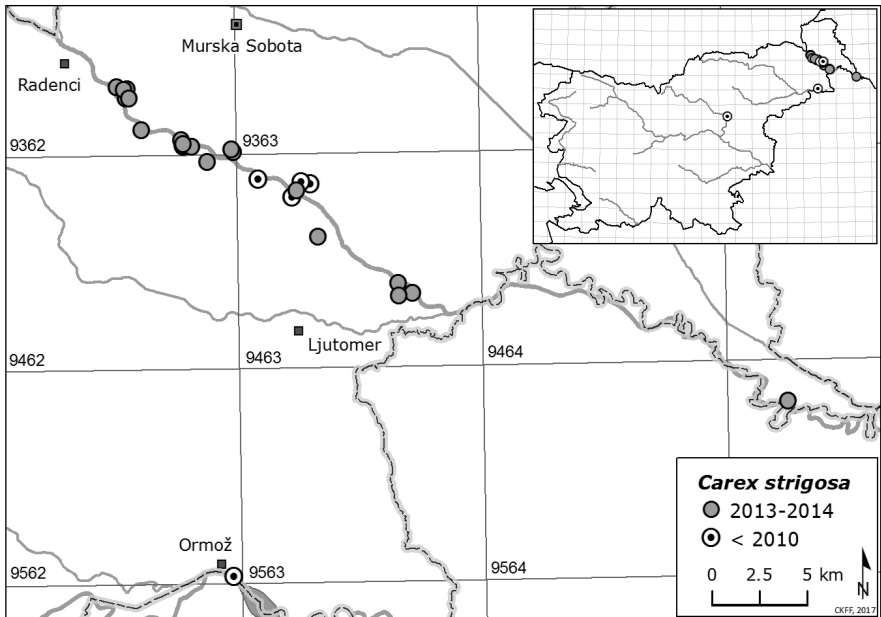 Murska Sobota
Radenci
9362
9363
Ljutomer
9462
9463
9464
Ormož
9562
9563
9564
Carex strigosa
2013-2014
< 2010
0 2.5 5 km
N
CKFF, 2017